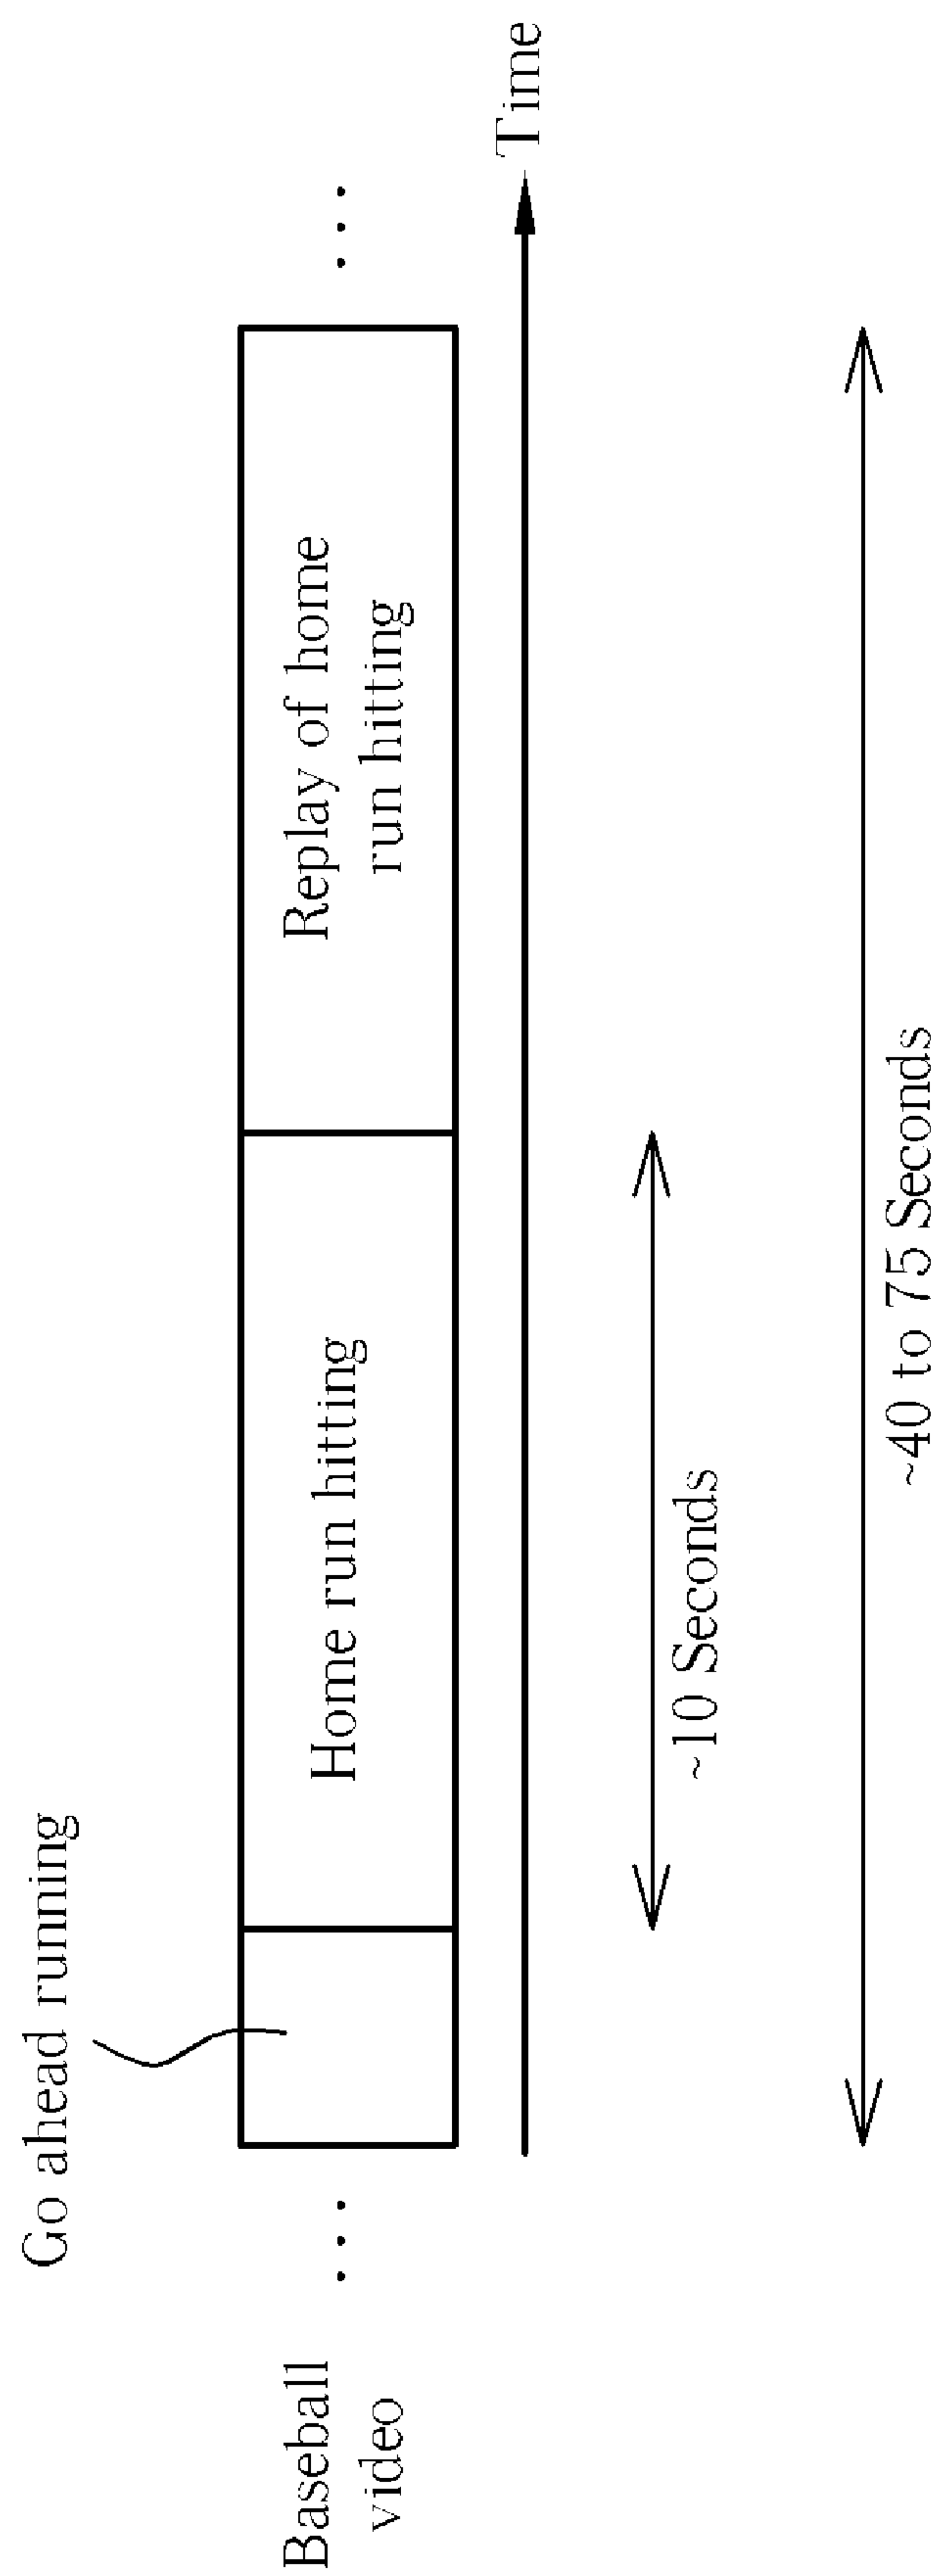 Go ahead running
Baseball
video
Home run hitting
Replay of home
run hitting
Time
~10 Seconds
~40 to 75 Seconds